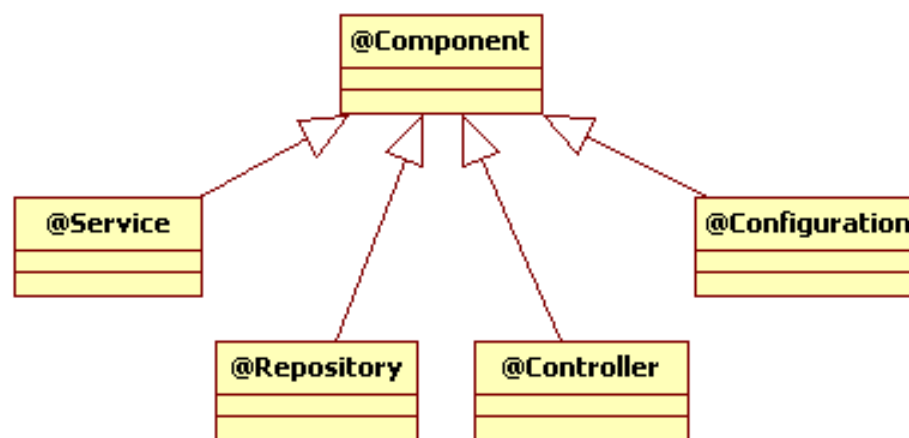 @Component
@Service
@Configuration
@Repository
@Controller